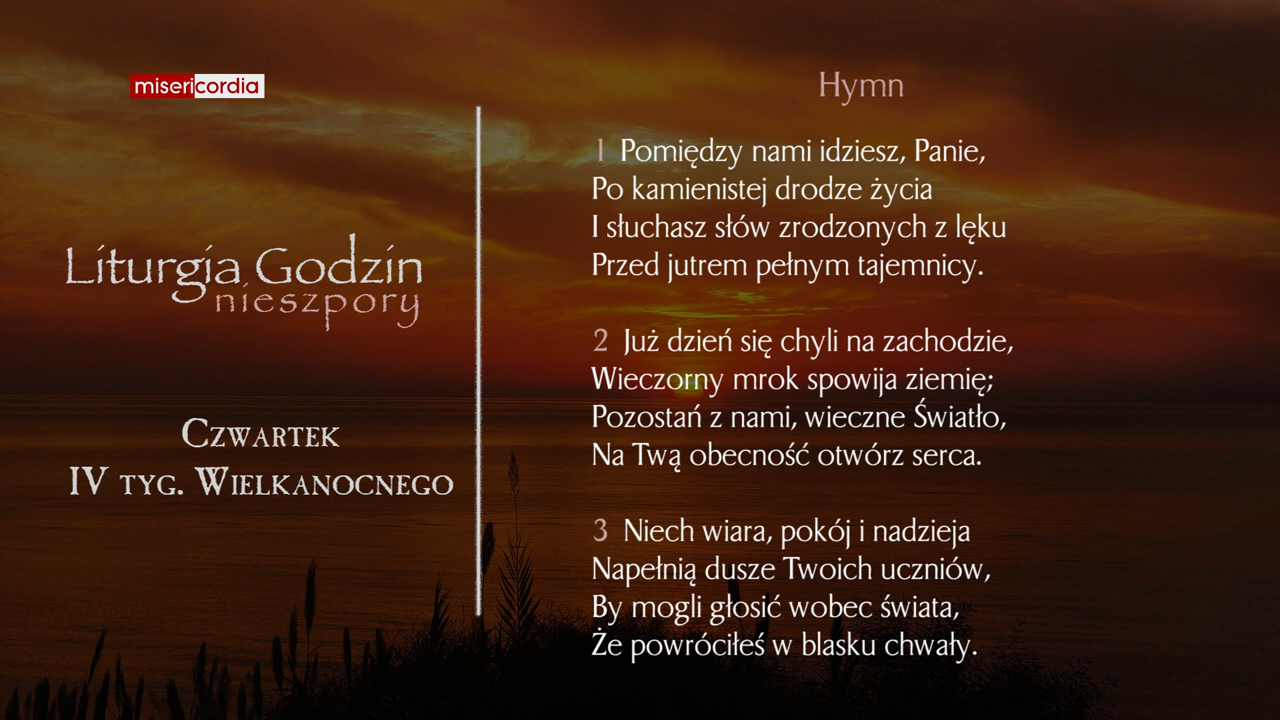 misericordia
Liturgia Godzin
nieszpory
Czwartek
IV tyg. Wielkanocnego
Hymn
1 Pomiędzy nami idziesz, Panie,
Po kamienistej drodze życia
I słuchasz słów zrodzonych z lęku
Przed jutrem pełnym tajemnicy.
2 Już dzień się chyli na zachodzie,
Wieczorny mrok spowija ziemię;
Pozostań z nami, wieczne Światło,
Na Twą obecność otwórz serca.
3 Niech wiara, pokój i nadzieja
Napełnią dusze Twoich uczniów,
By mogli głosić wobec świata,
Że powróciłeś w blasku chwały.